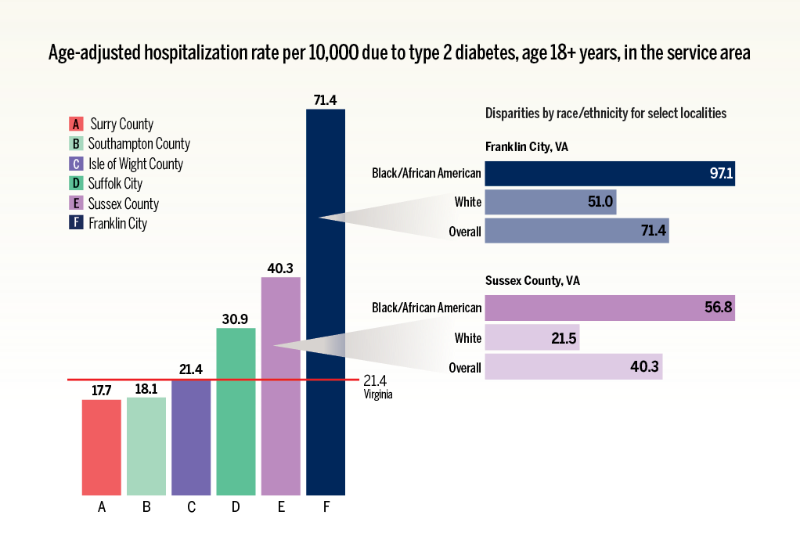 Age-adjusted hospitalization rate per 10,000 due to type 2 diabetes, age 18+ years, in the service area
A Surry County
B Southampton County
C Isle of Wight County
D Suffolk City
E Sussex County
F Franklin City
17.7
18.1
21.4
30.9
40.3
71.4
21.4
Virginia
A B C D E F
Disparities by race/ethnicity for select localities
Franklin City, VA
Black/African American 97.1
White 51.0
Overall 71.4
Sussex County, VA
Black/African American 56.8
White 21.5
Overall 40.3